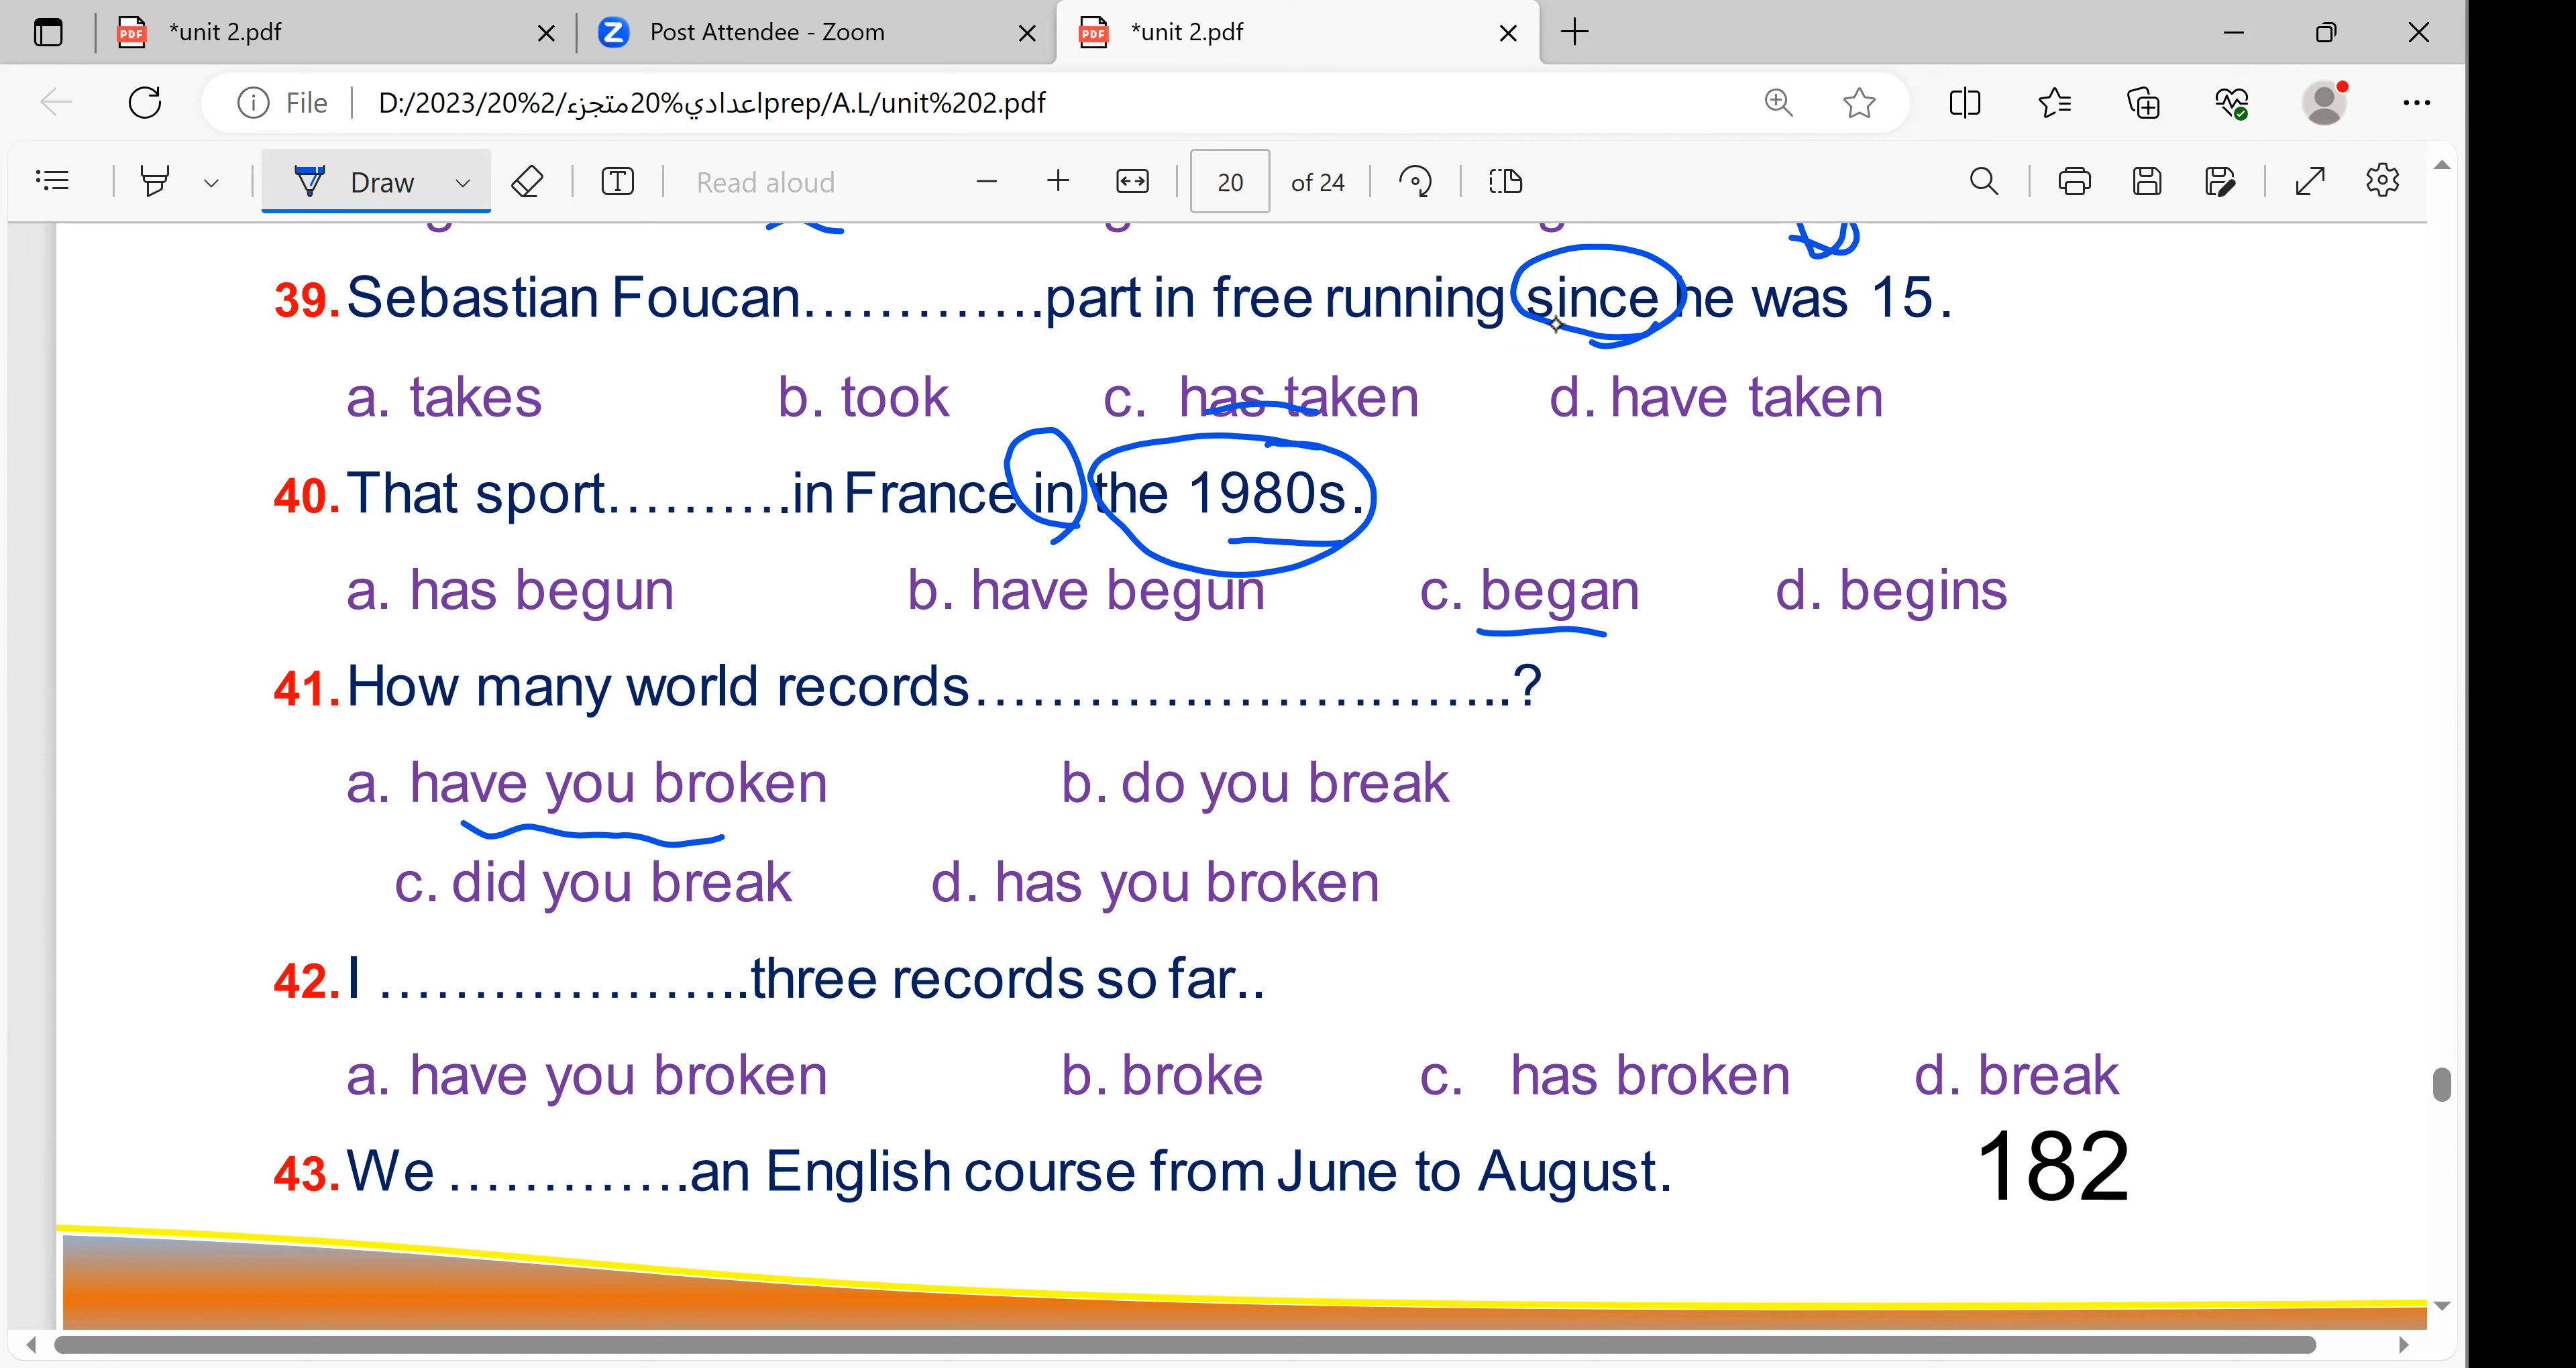 *unit 2.pdf
Post Attendee - Zoom
*unit 2.pdf
File
D:/2023/20%2/اعدادي%20متجزء/prep/A.L/unit%202.pdf
Draw
Read aloud
20 of 24
39. Sebastian Foucan………….part in free running since he was 15.
a. takes b. took c. has taken d. have taken
40. That sport……….in France in the 1980s.
a. has begun b. have begun c. began d. begins
41. How many world records……………………….?
a. have you broken b. do you break
c. did you break d. has you broken
42. I ………………..three records so far..
a. have you broken b. broke c. has broken d. break
43. We ………….an English course from June to August.
182